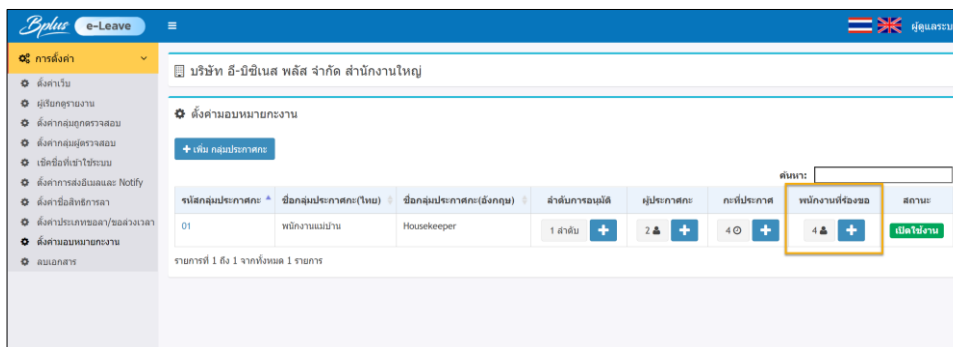 Bplus e-Leave
ผู้ดูแลระบ
การตั้งค่า
บริษัท อี-บิซิเนส พลัส จำกัด สำนักงานใหญ่
ตั้งค่าเว็บ
ผู้เรียกดูรายงาน
ตั้งค่ากลุ่มถูกตรวจสอบ
ตั้งค่ากลุ่มผู้ตรวจสอบ
เช็คชื่อที่เข้าใช้ระบบ
ตั้งค่าการส่งอีเมลและ Notify
ตั้งค่าชื่อสิทธิการลา
ตั้งค่าประเภทขอลา/ขอล่วงเวลา
ตั้งค่ามอบหมายกะงาน
ลบเอกสาร
ตั้งค่ามอบหมายกะงาน
+ เพิ่ม กลุ่มประกาศกะ
ค้นหา:
รหัสกลุ่มประกาศกะ ชื่อกลุ่มประกาศกะ(ไทย) ชื่อกลุ่มประกาศกะ(อังกฤษ) ลำดับการอนุมัติ ผู้ประกาศกะ กะที่ประกาศ พนักงานที่ร้องขอ สถานะ
01 พนักงานแม่บ้าน Housekeeper 1 ลำดับ + 2 + 4 + 4 + เปิดใช้งาน
รายการที่ 1 ถึง 1 จากทั้งหมด 1 รายการ